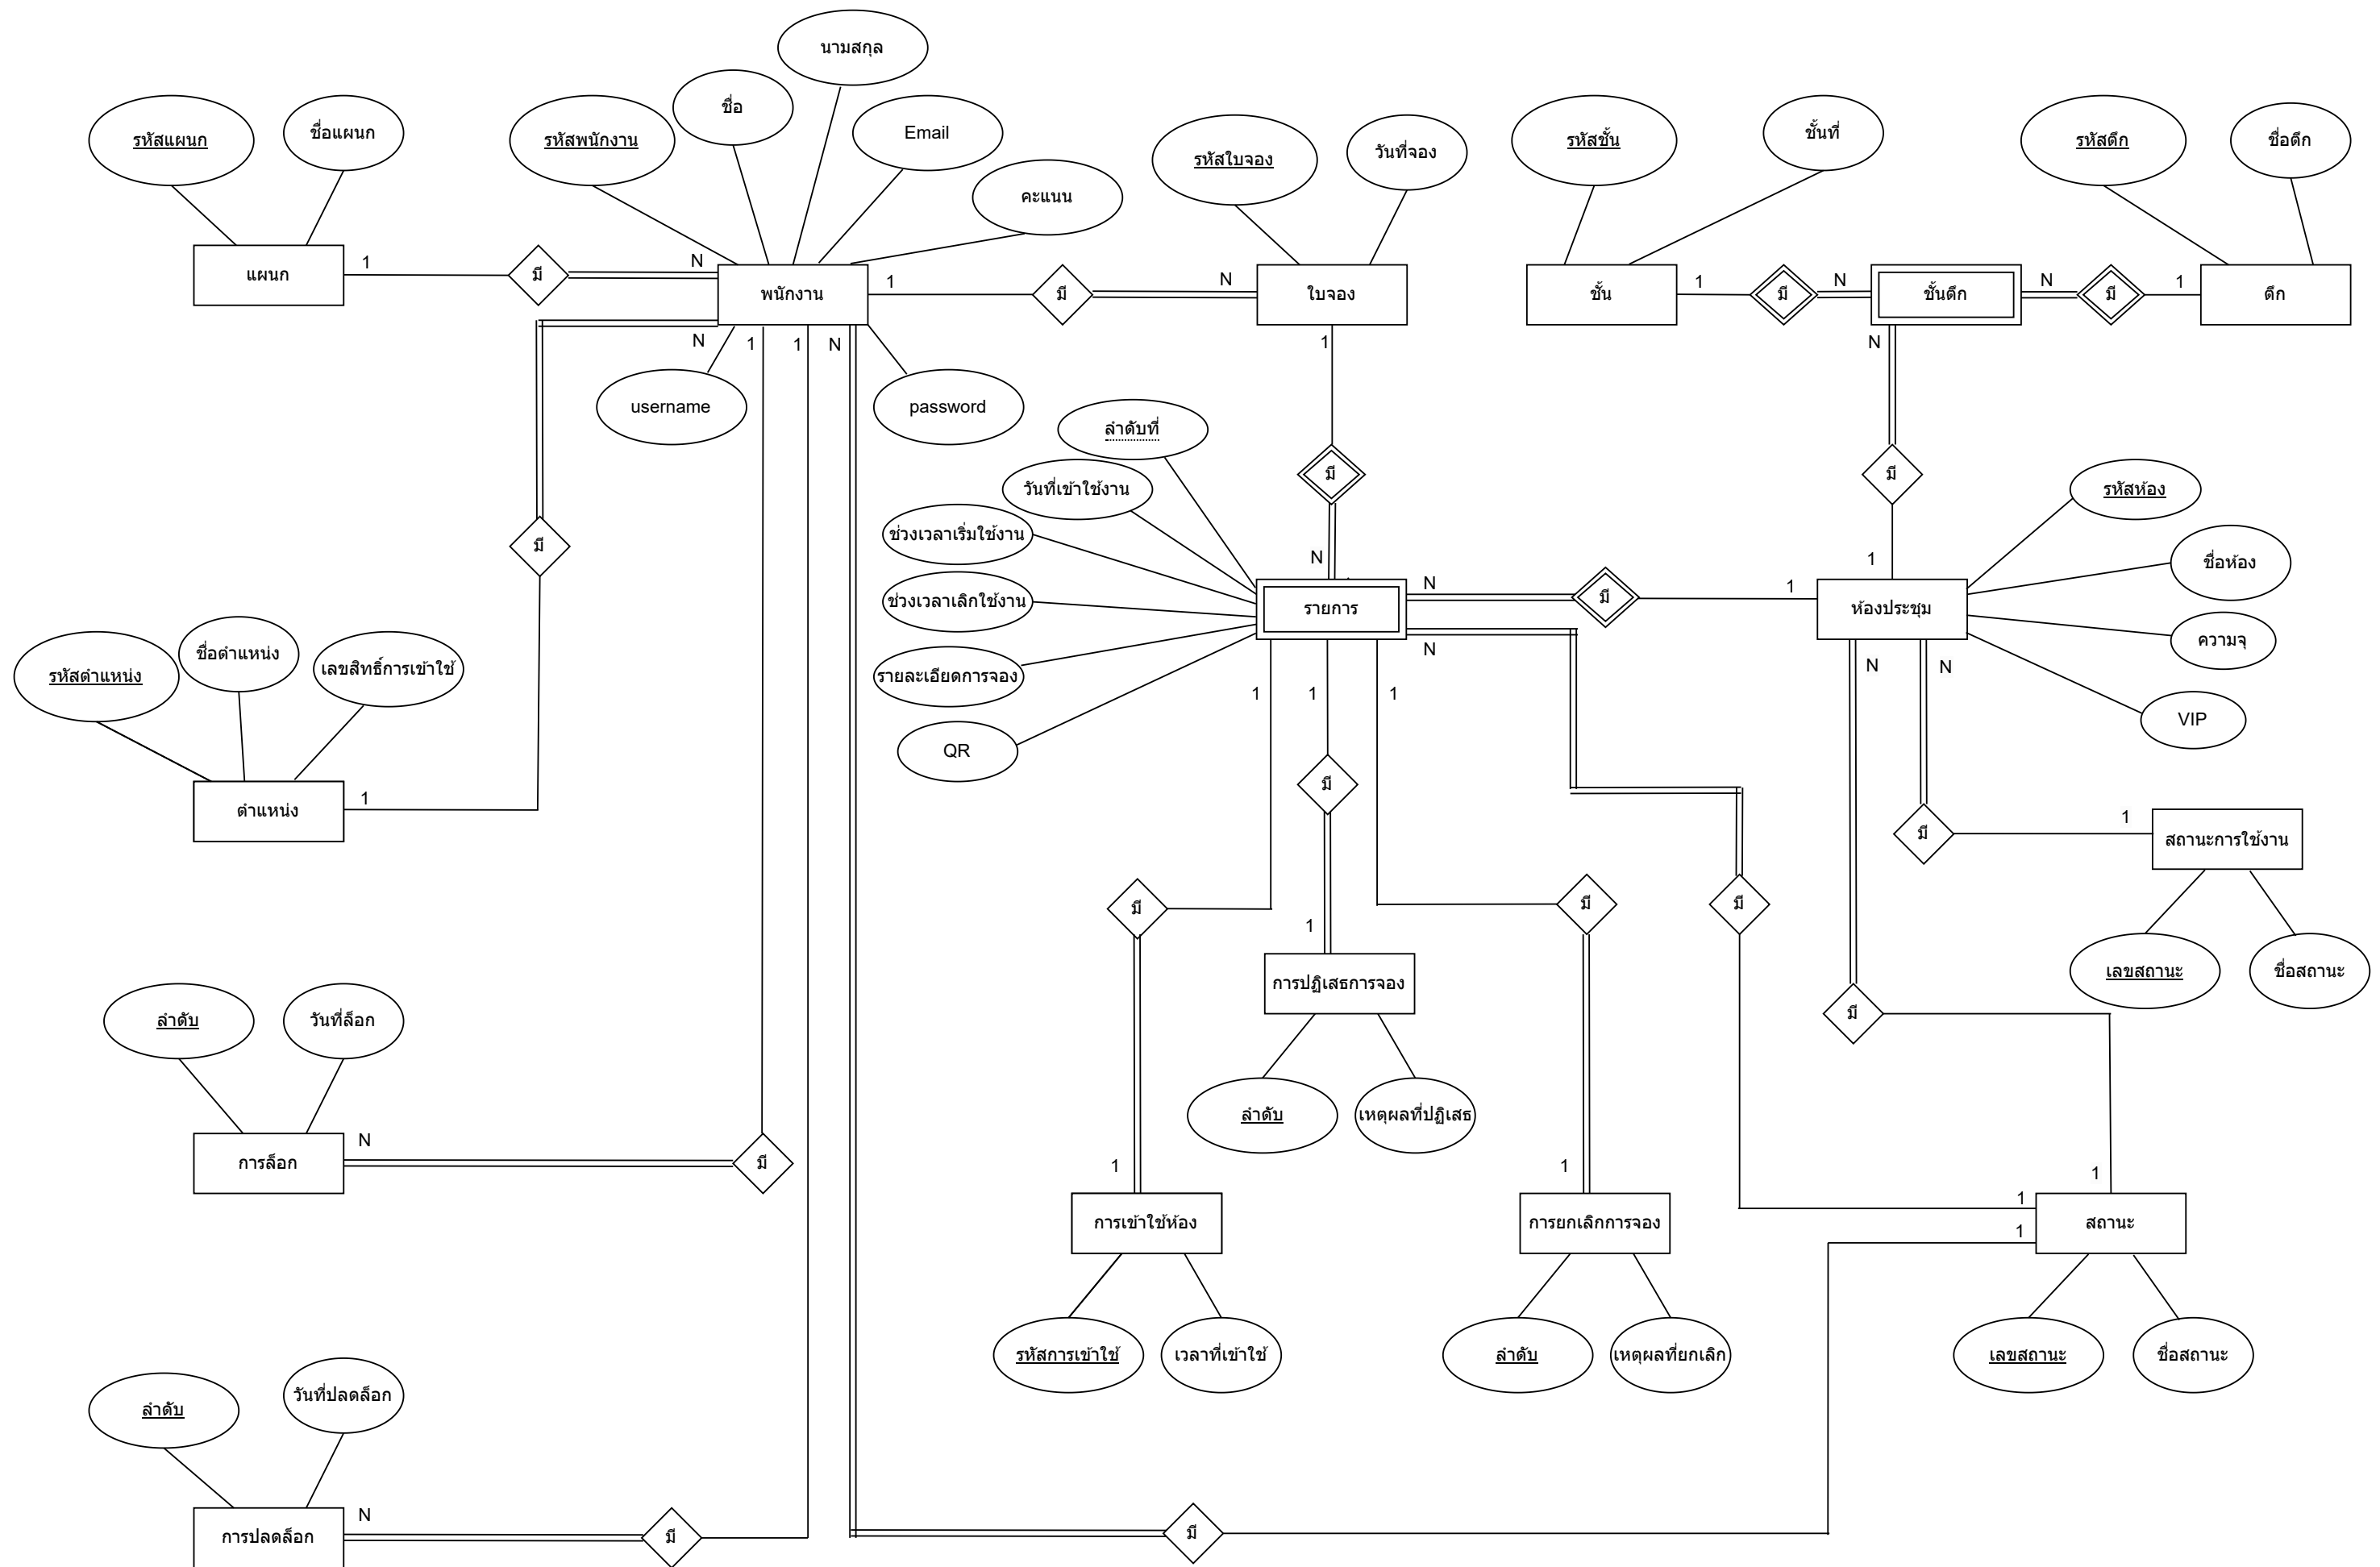 นามสกุล
ชื่อ
รหัสแผนก
ชื่อแผนก
รหัสพนักงาน
Email
คะแนน
รหัสใบจอง
วันที่จอง
รหัสชั้น
ชั้นที่
รหัสตึก
ชื่อตึก
แผนก
1
มี
N
พนักงาน
1
มี
N
ใบจอง
ชั้น
1
มี
N
ชั้นตึก
N
มี
1
ตึก
N
1
1
N
1
N
username
password
ลำดับที่
วันที่เข้าใช้งาน
ช่วงเวลาเริ่มใช้งาน
ช่วงเวลาเลิกใช้งาน
รายละเอียดการจอง
QR
มี
มี
มี
N
รายการ
N
มี
1
1
ห้องประชุม
รหัสห้อง
ชื่อห้อง
ความจุ
VIP
รหัสตำแหน่ง
ชื่อตำแหน่ง
เลขสิทธิ์การเข้าใช้
N
N
N
1
1
1
ตำแหน่ง
1
มี
มี
1
สถานะการใช้งาน
มี
มี
มี
1
การปฏิเสธการจอง
เลขสถานะ
ชื่อสถานะ
มี
ลำดับ
วันที่ล็อก
ลำดับ
เหตุผลที่ปฏิเสธ
การล็อก
N
มี
1
1
1
การเข้าใช้ห้อง
การยกเลิกการจอง
1
1
สถานะ
รหัสการเข้าใช้
เวลาที่เข้าใช้
ลำดับ
เหตุผลที่ยกเลิก
เลขสถานะ
ชื่อสถานะ
ลำดับ
วันที่ปลดล็อก
การปลดล็อก
N
มี
มี